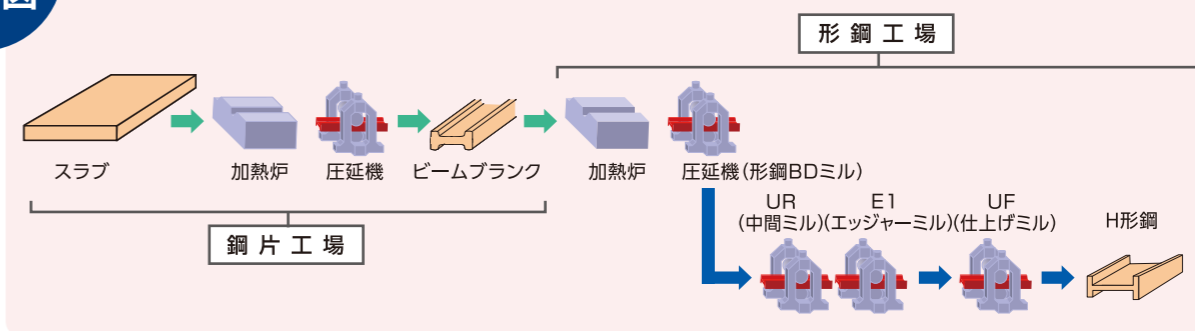 図
形鋼工場
スラブ
加熱炉
圧延機
ビームブランク
加熱炉
圧延機(形鋼BDミル)
鋼片工場
UR
(中間ミル)
E1
(エッジャーミル)
UF
(仕上げミル)
H形鋼